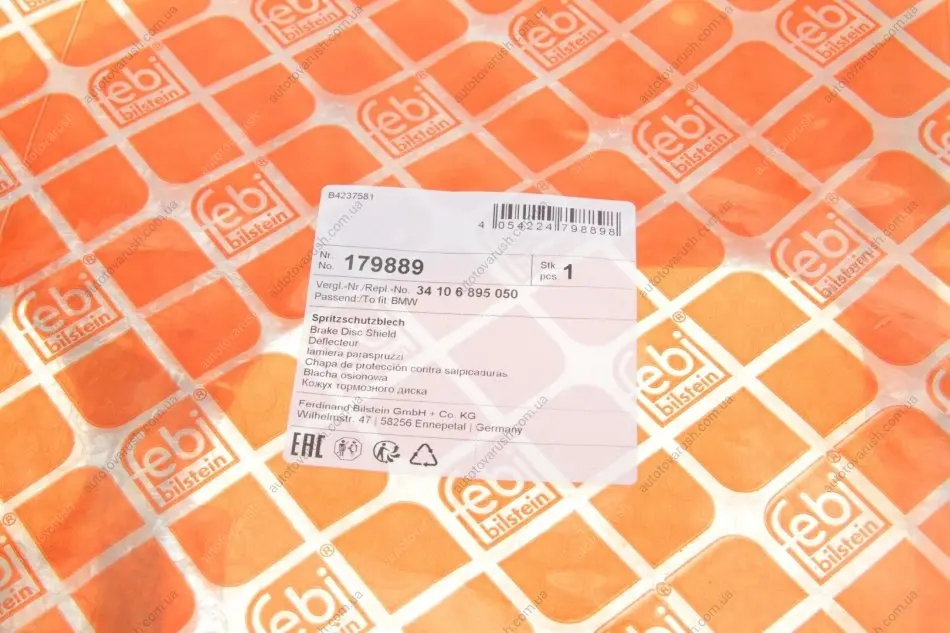 B4237581
4 054224 798898
Nr.
No. 179889
Stk.
pcs. 1
Vergl.-Nr./Repl.-No. 34 10 6 895 050
Passend:/To fit BMW
Spritzschutzblech
Brake Disc Shield
Déflecteur
lamiera paraspruzzi
Chapa de protección contra salpicaduras
Blacha osłonowa
Кожух тормозного диска
Ferdinand Bilstein GmbH + Co. KG
Wilhelmstr. 47 | 58256 Ennepetal | Germany
EAC
febi
bilstein
®
autotovarush.com.ua